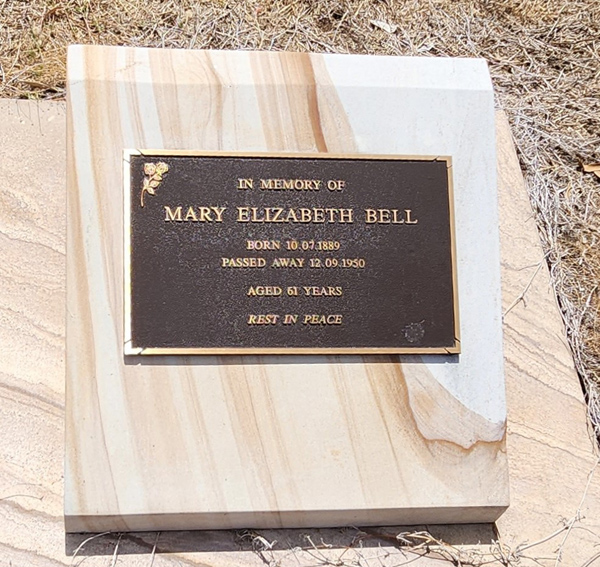 IN MEMORY OF
MARY ELIZABETH BELL
BORN 10.07.1889
PASSED AWAY 12.09.1950
AGED 61 YEARS
REST IN PEACE